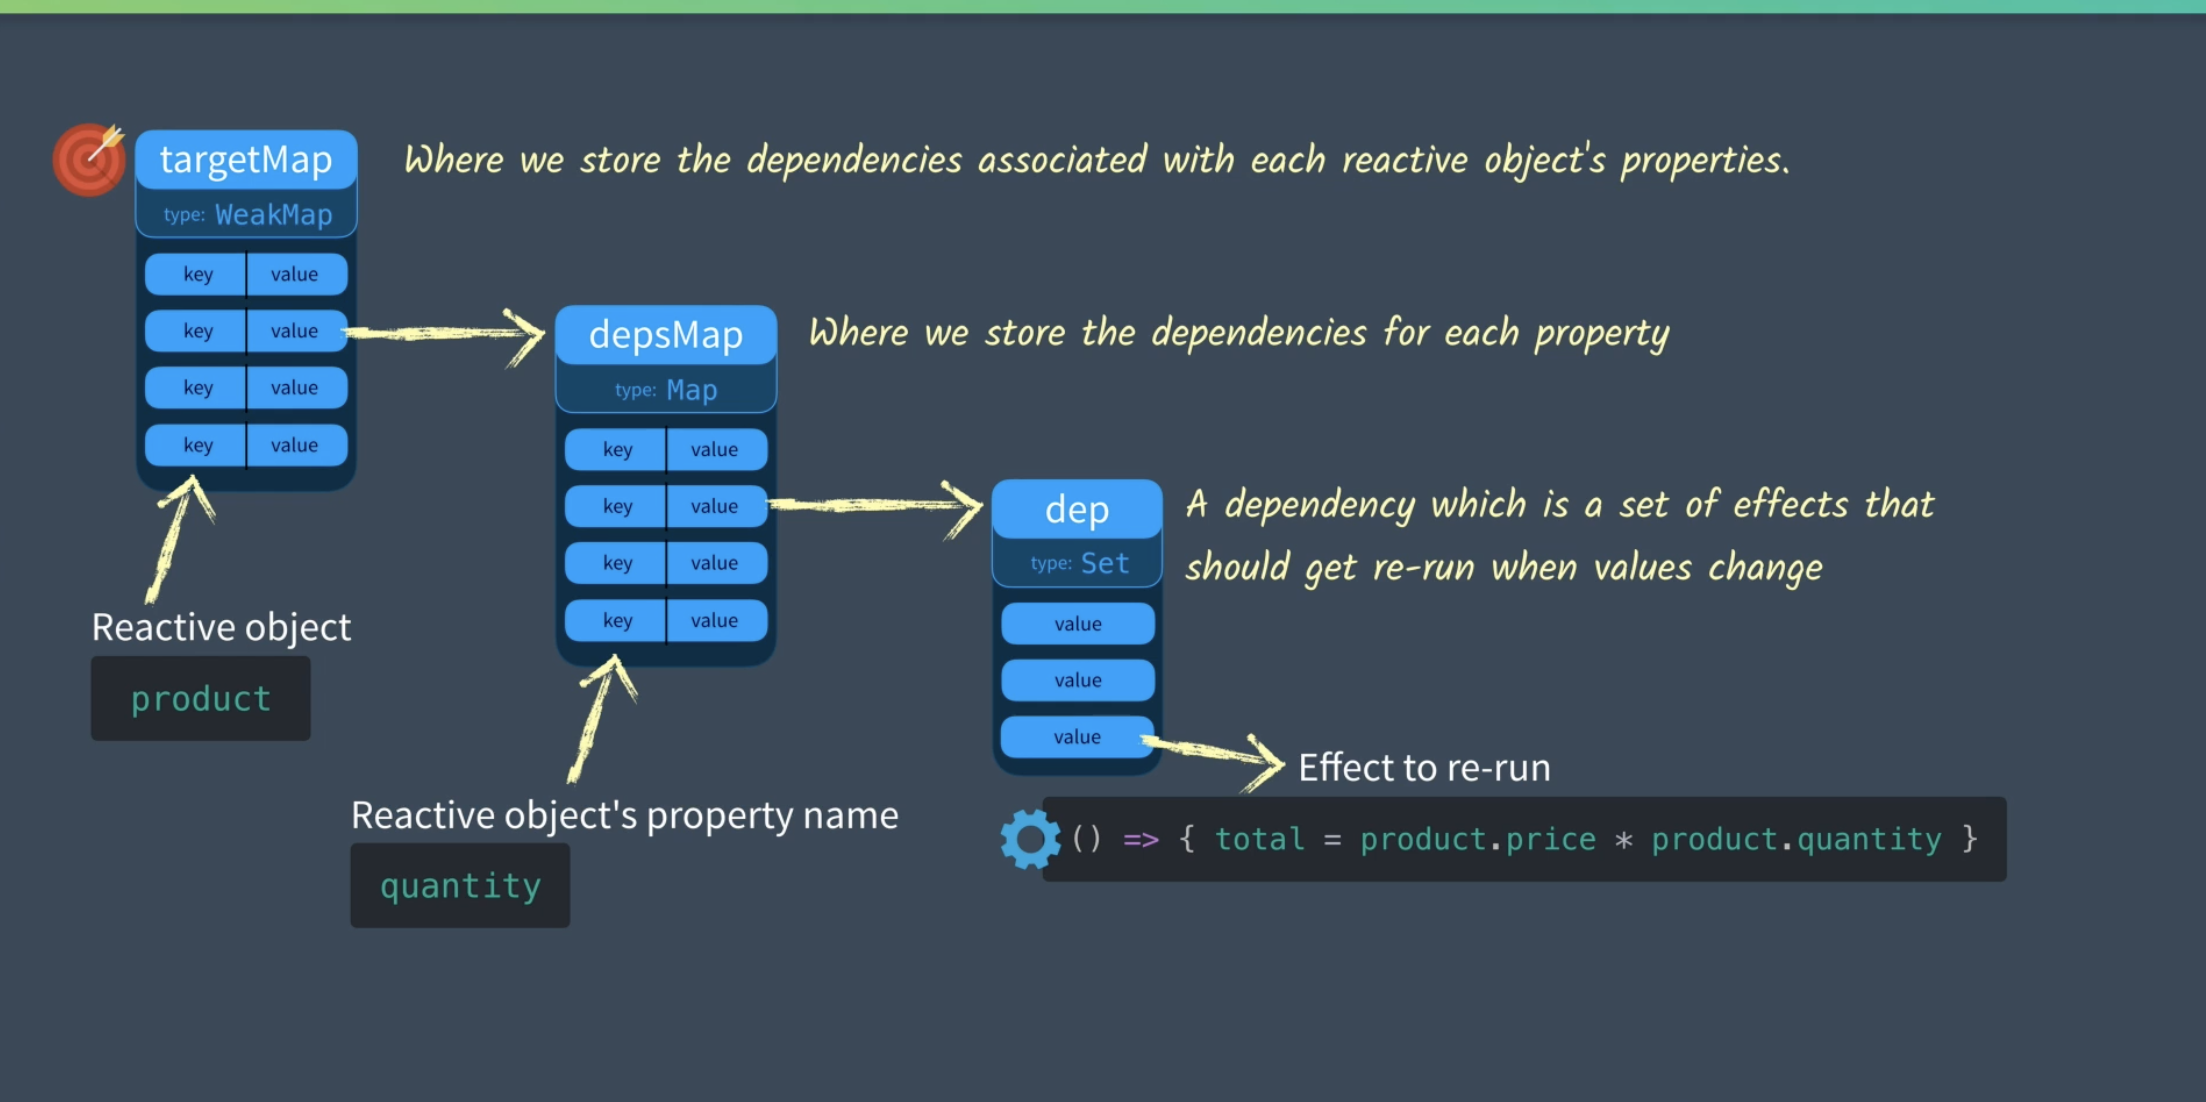 targetMap
type: WeakMap
key value
key value
key value
key value
Where we store the dependencies associated with each reactive object's properties.
Reactive object
product
depsMap
type: Map
key value
key value
key value
key value
Where we store the dependencies for each property
Reactive object's property name
quantity
dep
type: Set
value
value
value
A dependency which is a set of effects that
should get re-run when values change
Effect to re-run
() => { total = product.price * product.quantity }